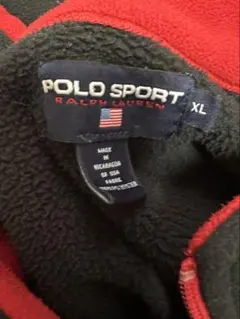 POLO SPORT
RALPH LAUREN
XL
MADE
IN
NICARAGUA
OF USA
FABRIC